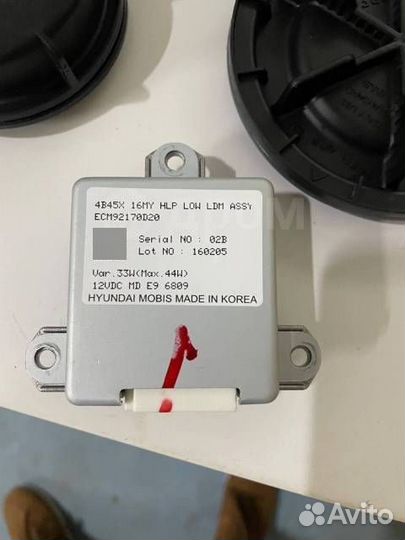 4B45X 16MY HLP LOW LDM ASSY
ECM92170D20
Serial NO : 02B
Lot NO : 160205
Var.33W(Max.44W)
12VDC MD E9 6809
HYUNDAI MOBIS MADE IN KOREA
Avito